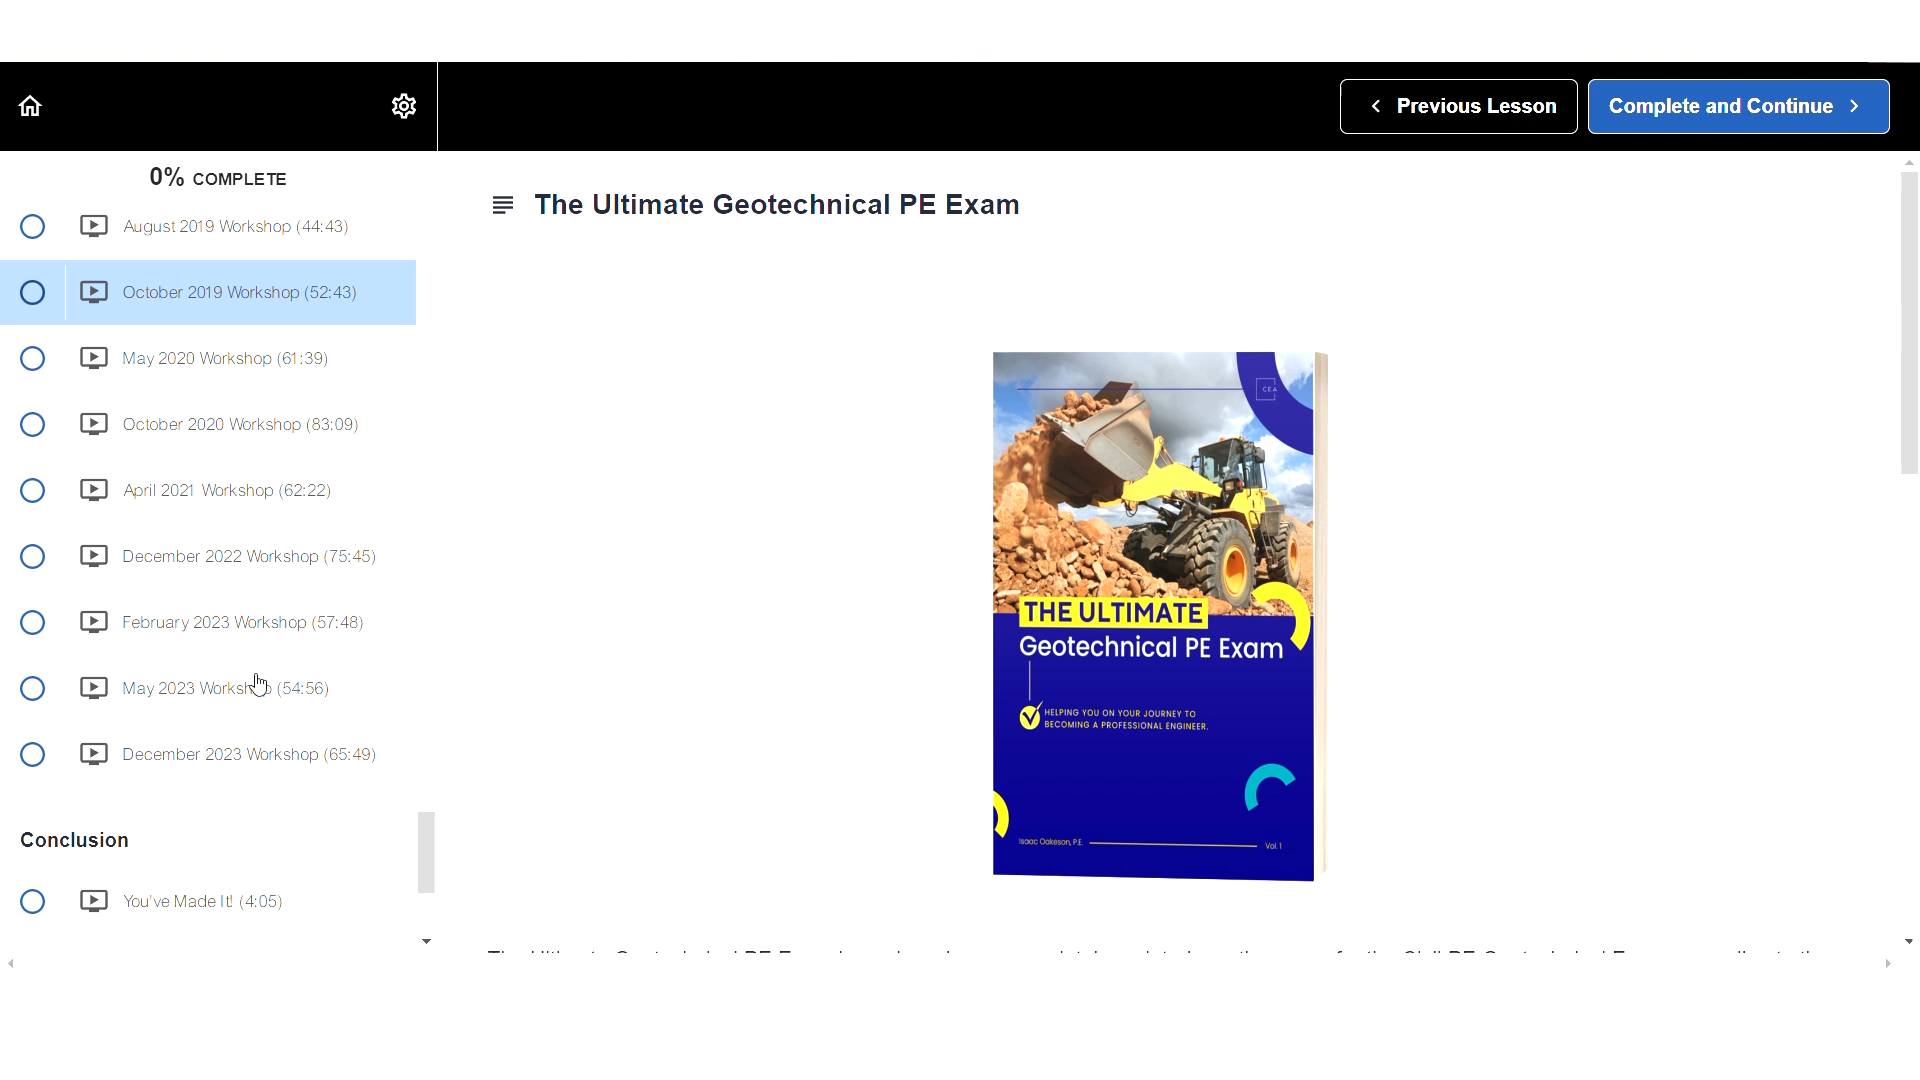 Previous Lesson
Complete and Continue
0% COMPLETE
August 2019 Workshop (44:43)
October 2019 Workshop (52:43)
May 2020 Workshop (61:39)
October 2020 Workshop (83:09)
April 2021 Workshop (62:22)
December 2022 Workshop (75:45)
February 2023 Workshop (57:48)
May 2023 Workshop (54:56)
December 2023 Workshop (65:49)
Conclusion
You've Made It! (4:05)
The Ultimate Geotechnical PE Exam
CEA
THE ULTIMATE
Geotechnical PE Exam
HELPING YOU ON YOUR JOURNEY TO
BECOMING A PROFESSIONAL ENGINEER.
Isaac Oakeson, P.E.
Vol. 1